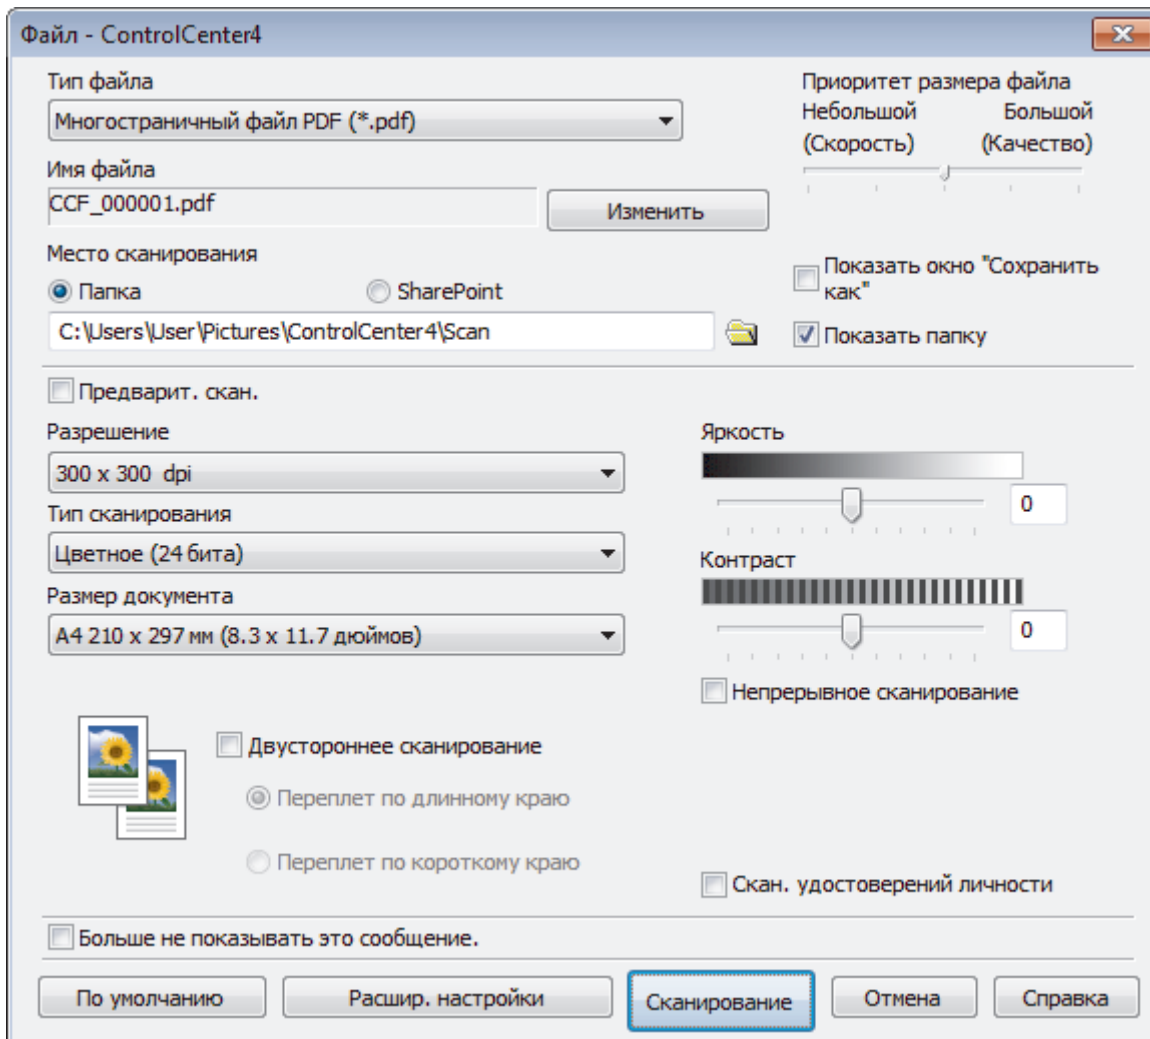 Файл - ControlCenter4
Тип файла
Многостраничный файл PDF (*.pdf)
Приоритет размера файла
Небольшой Большой
(Скорость) (Качество)
Имя файла
CCF_000001.pdf
Изменить
Место сканирования
Папка
SharePoint
C:\Users\User\Pictures\ControlCenter4\Scan
Показать окно "Сохранить
как"
Показать папку
Предварит. скан.
Разрешение
300 x 300 dpi
Тип сканирования
Цветное (24 бита)
Размер документа
A4 210 x 297 мм (8.3 x 11.7 дюймов)
Яркость
0
Контраст
0
Непрерывное сканирование
Двустороннее сканирование
Переплет по длинному краю
Переплет по короткому краю
Скан. удостоверений личности
Больше не показывать это сообщение.
По умолчанию
Расшир. настройки
Сканирование
Отмена
Справка